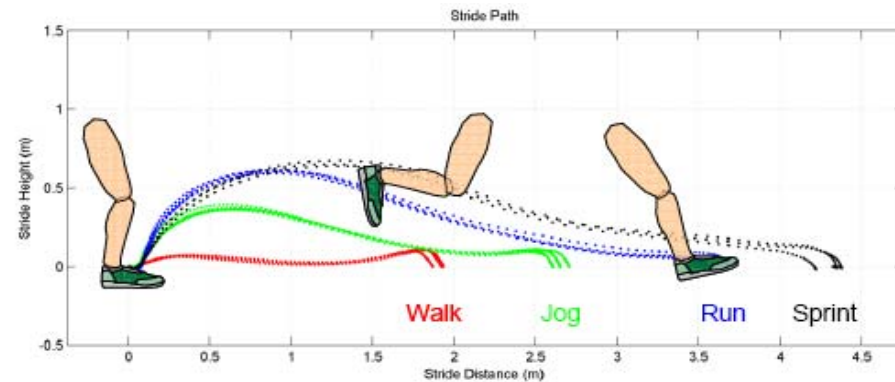 Stride Path
1.5
1
0.5
0
-0.5
Stride Height (m)
Walk Jog Run Sprint
0 0.5 1 1.5 2 2.5 3 3.5 4 4.5
Stride Distance (m)